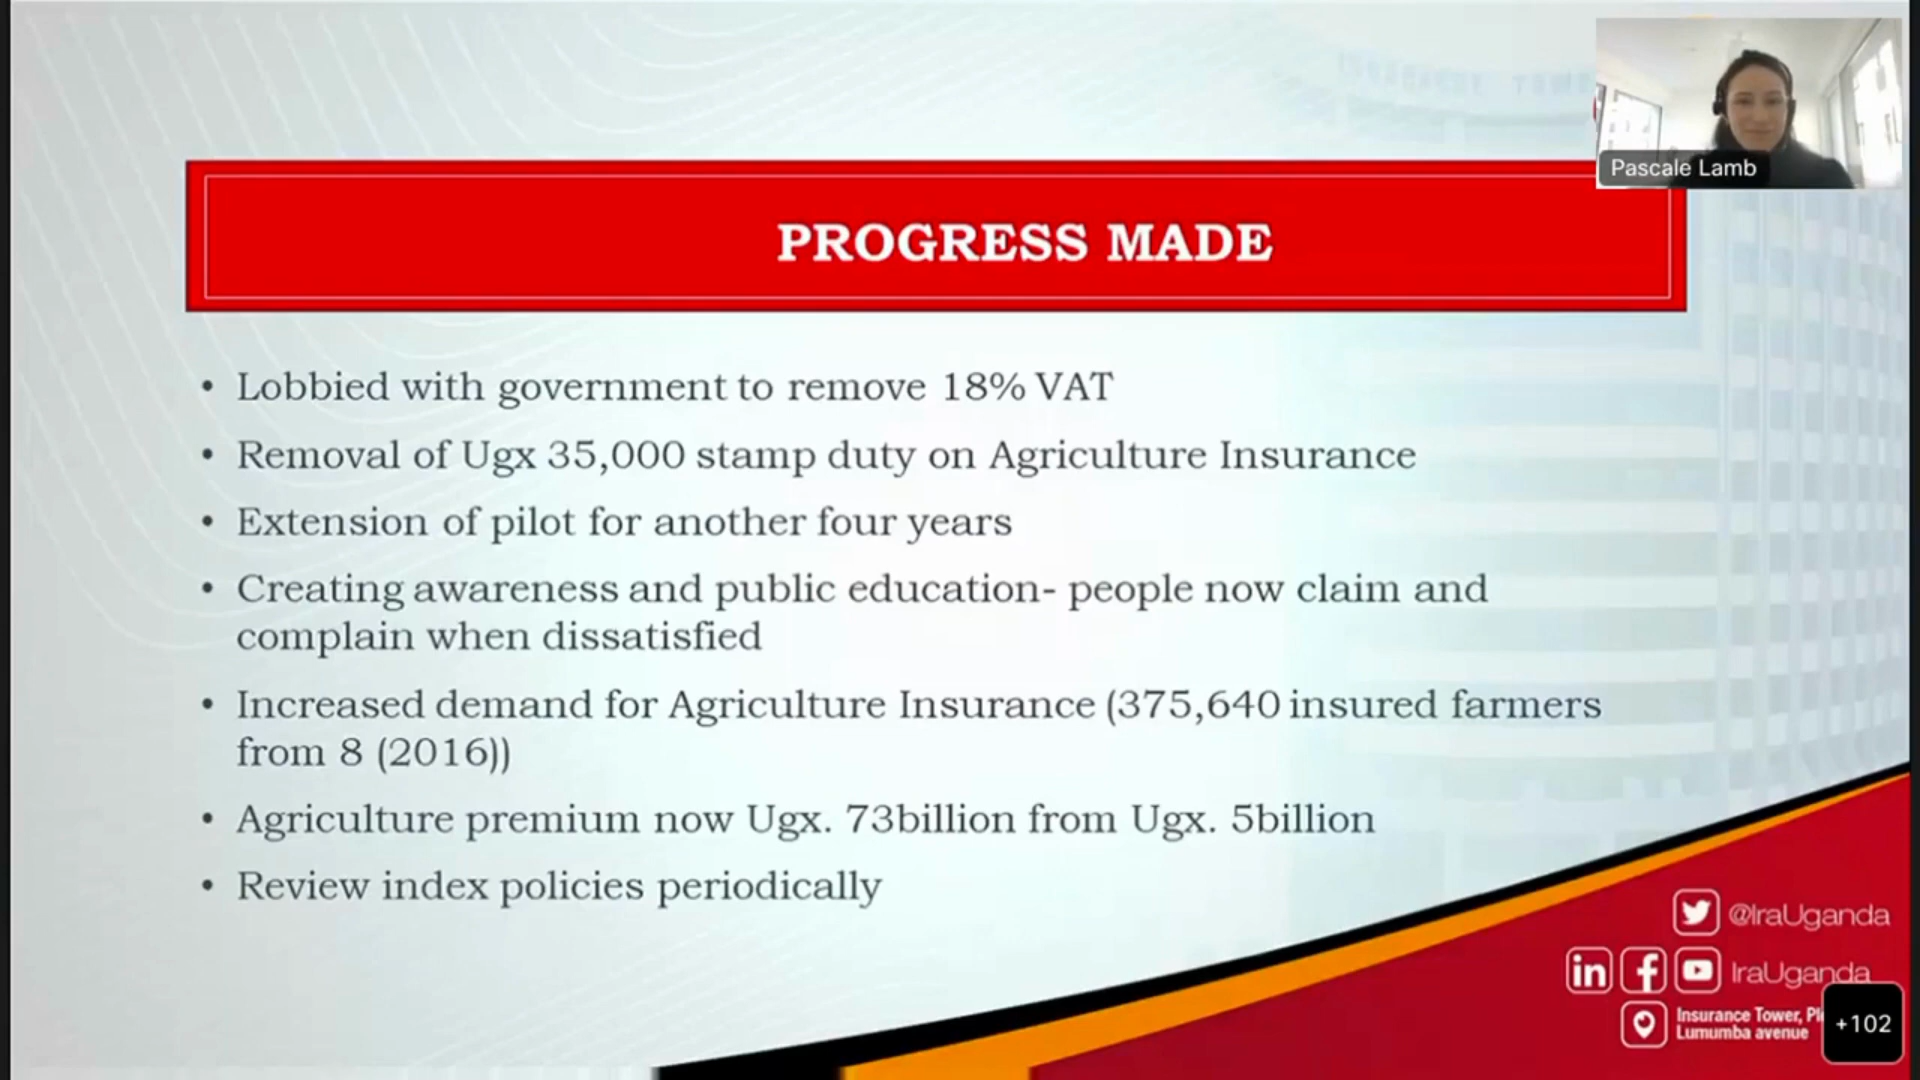 Pascale Lamb
PROGRESS MADE
• Lobbied with government to remove 18% VAT
• Removal of Ugx 35,000 stamp duty on Agriculture Insurance
• Extension of pilot for another four years
• Creating awareness and public education- people now claim and
complain when dissatisfied
• Increased demand for Agriculture Insurance (375,640 insured farmers
from 8 (2016))
• Agriculture premium now Ugx. 73billion from Ugx. 5billion
• Review index policies periodically
@IraUganda
IraUganda
Insurance Tower,
Lumumba avenue
+102